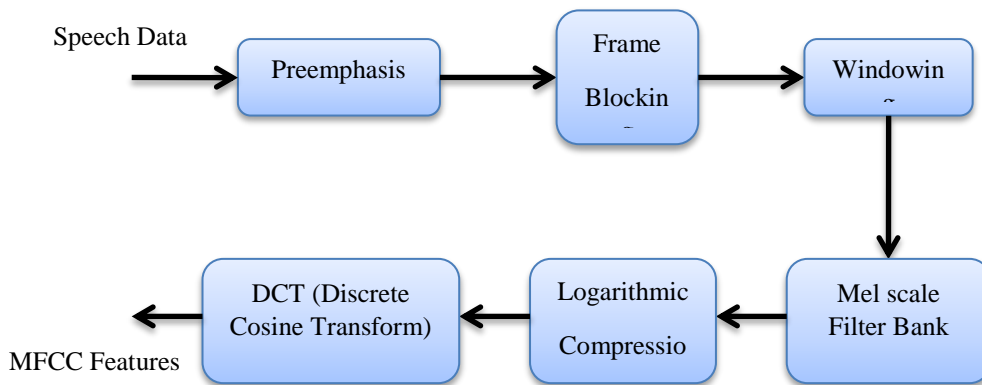 Speech Data
Preemphasis
Frame
Blockin
Windowin
Mel scale
Filter Bank
Logarithmic
Compressio
DCT (Discrete
Cosine Transform)
MFCC Features